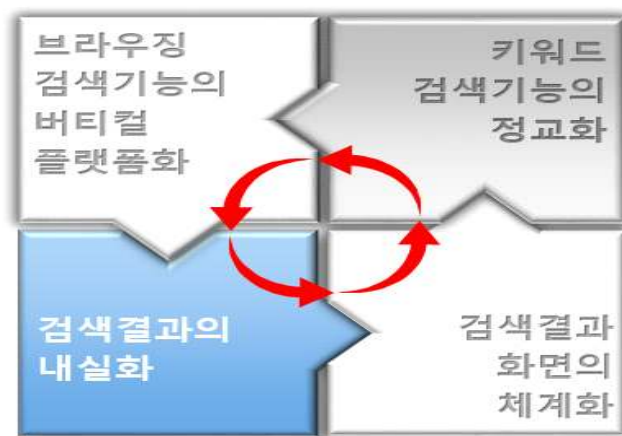 브라우징
검색기능의
버티컬
플랫폼화
키워드
검색기능의
정교화
검색결과의
내실화
검색결과
화면의
체계화